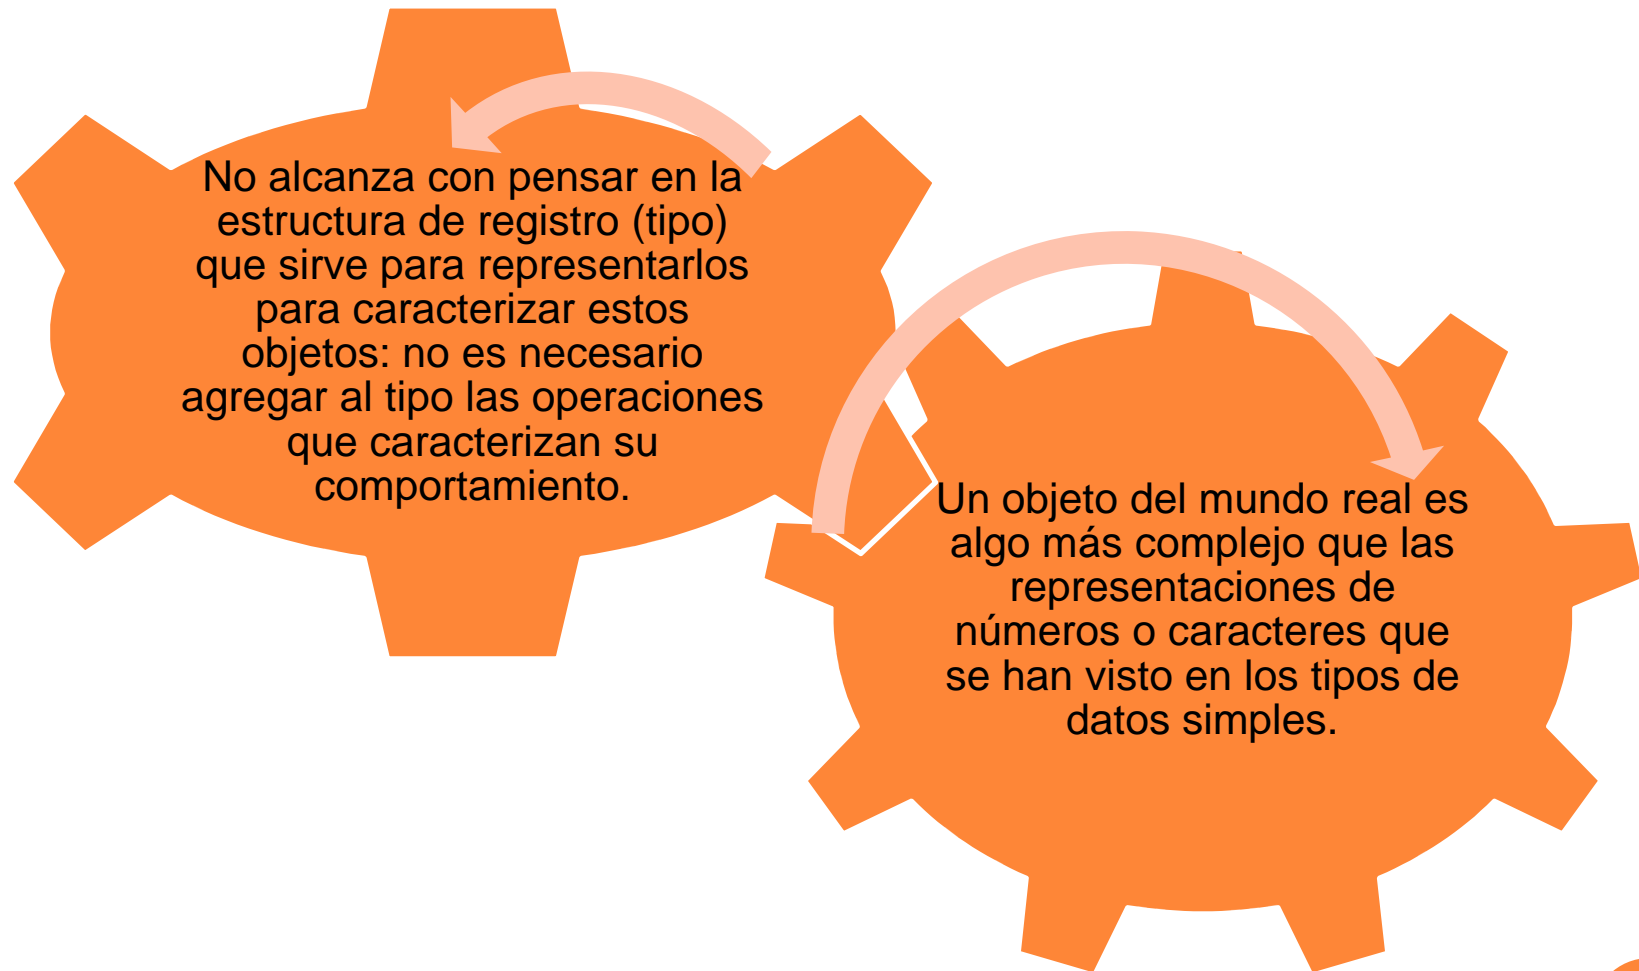 No alcanza con pensar en la
estructura de registro (tipo)
que sirve para representarlos
para caracterizar estos
objetos: no es necesario
agregar al tipo las operaciones
que caracterizan su
comportamiento.
Un objeto del mundo real es
algo más complejo que las
representaciones de
números o caracteres que
se han visto en los tipos de
datos simples.